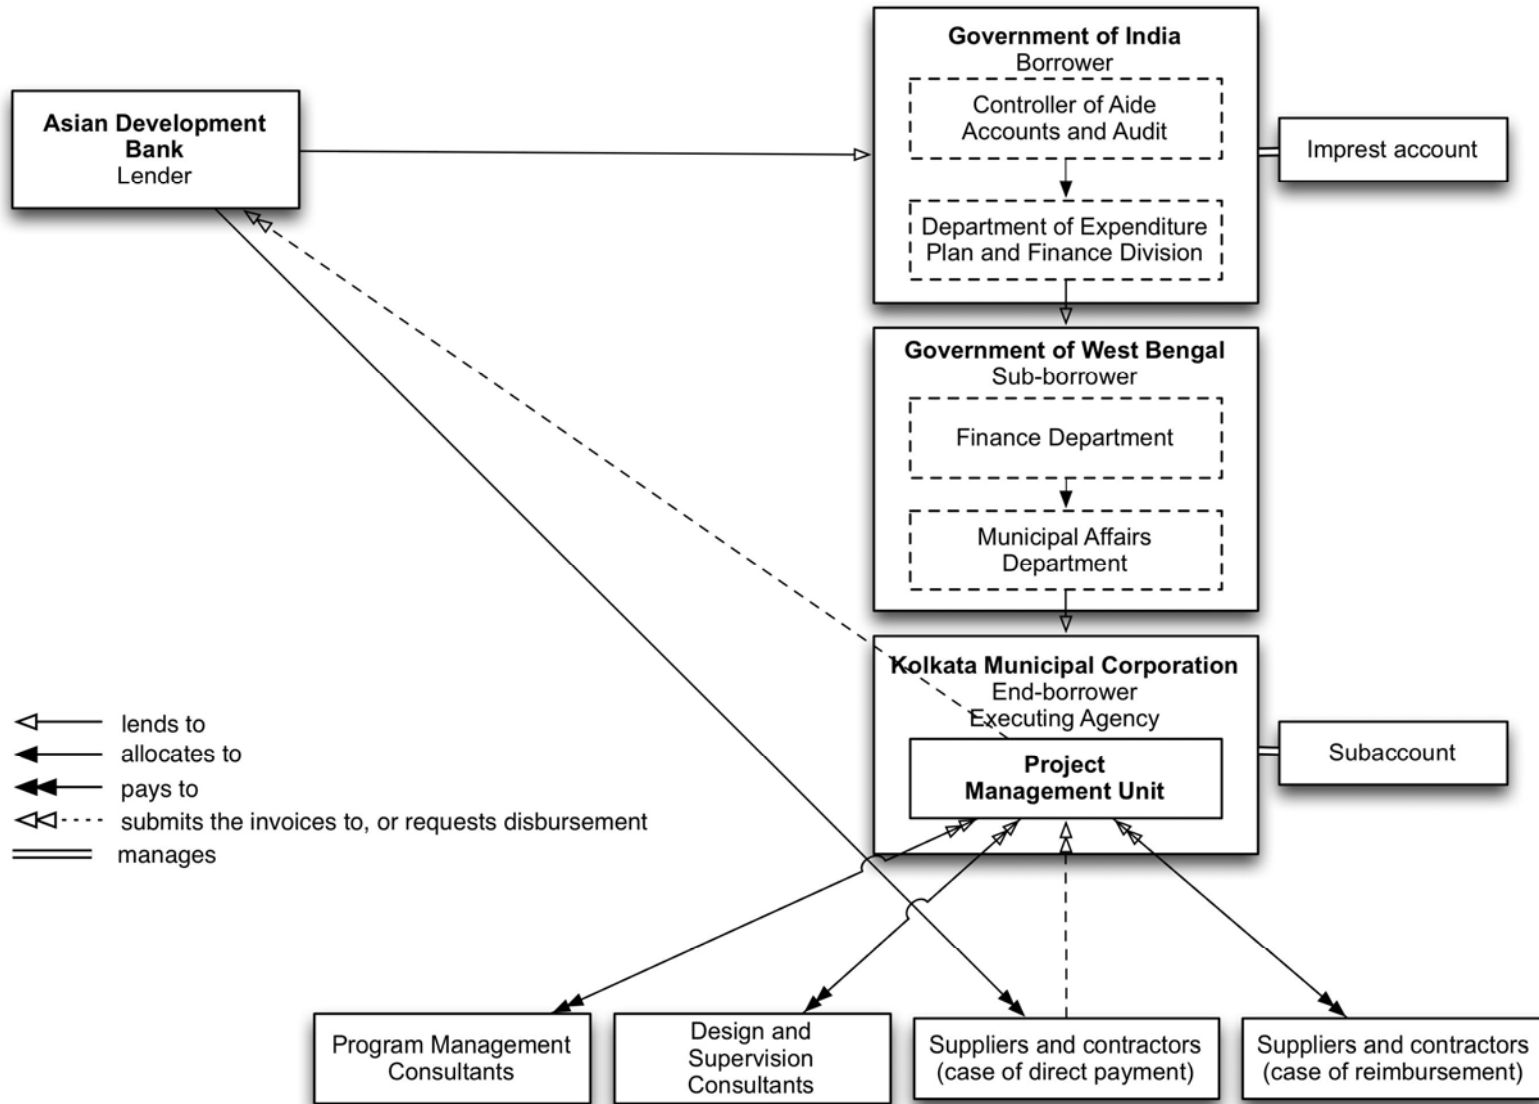 Asian Development
Bank
Lender
Government of India
Borrower
Controller of Aide
Accounts and Audit
Department of Expenditure
Plan and Finance Division
Imprest account
Government of West Bengal
Sub-borrower
Finance Department
Municipal Affairs
Department
Kolkata Municipal Corporation
End-borrower
Executing Agency
Project
Management Unit
Subaccount
lends to
allocates to
pays to
submits the invoices to, or requests disbursement
manages
Program Management
Consultants
Design and
Supervision
Consultants
Suppliers and contractors
(case of direct payment)
Suppliers and contractors
(case of reimbursement)